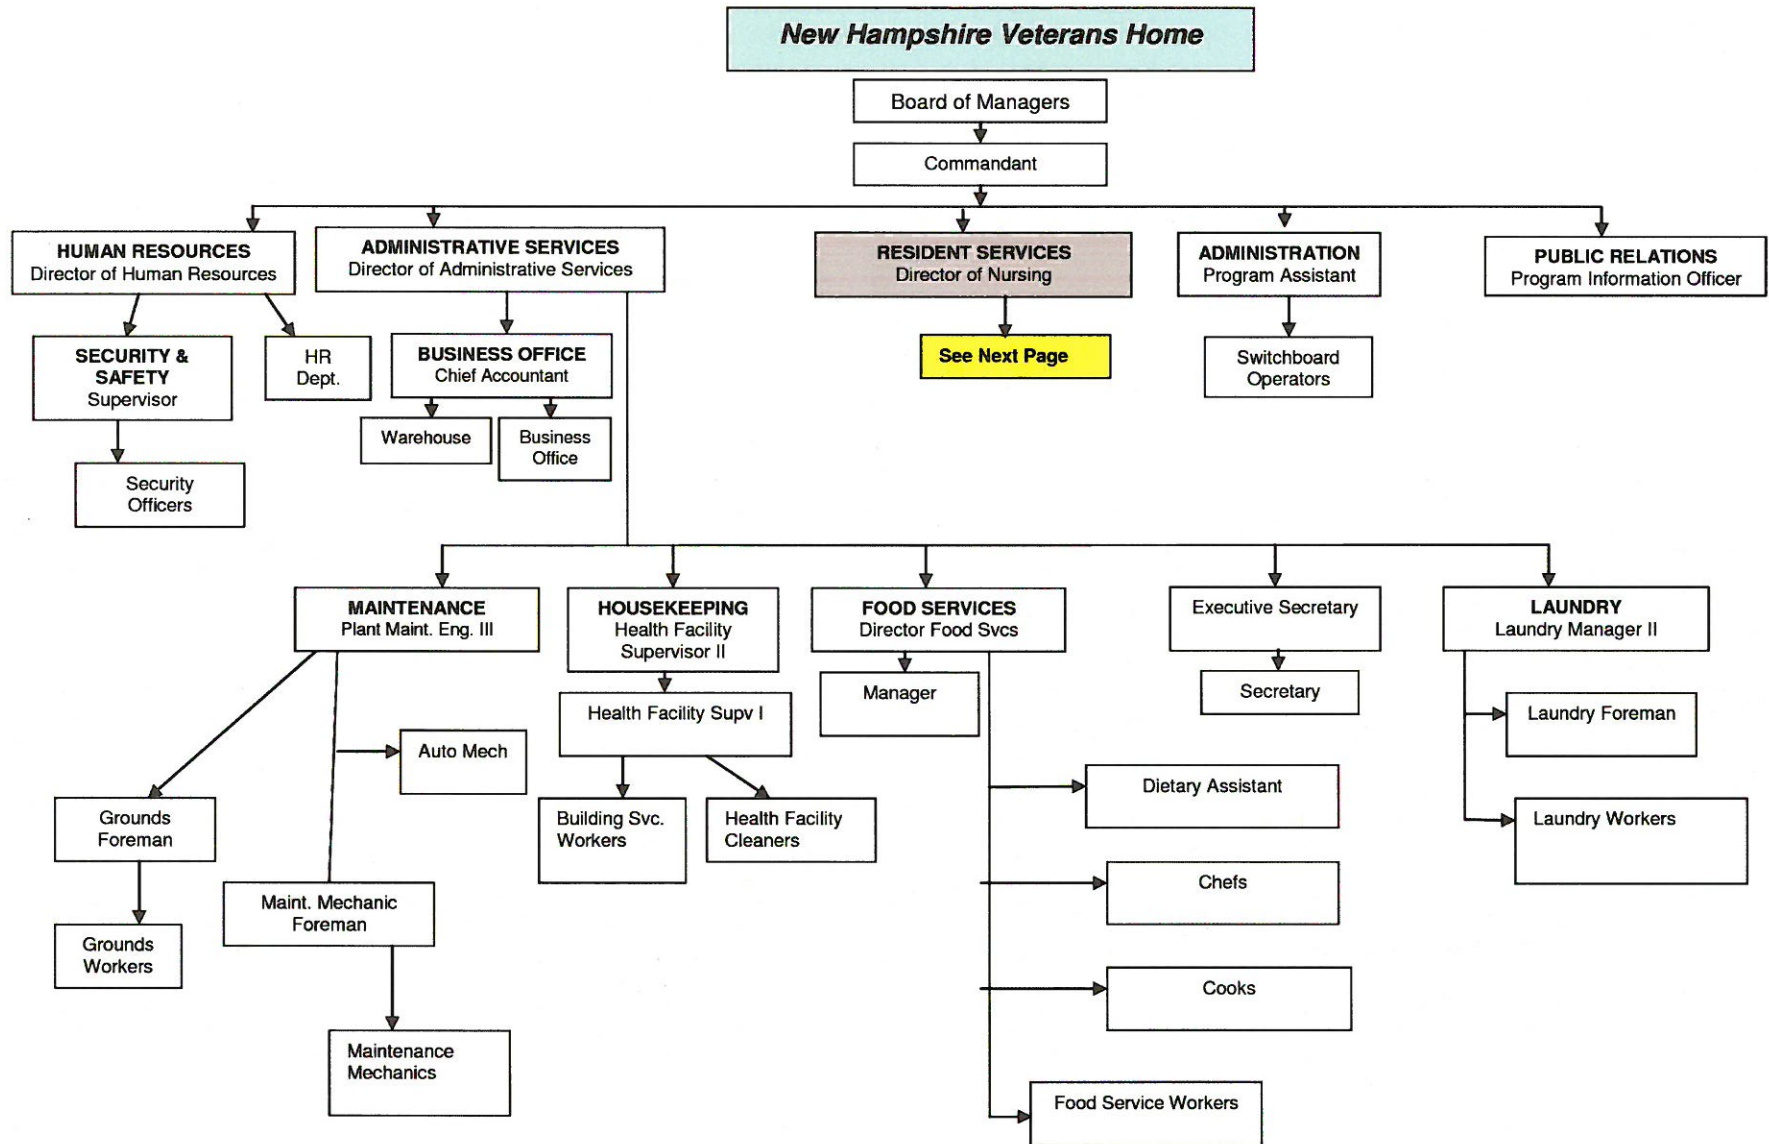 New Hampshire Veterans Home
Board of Managers
Commandant
HUMAN RESOURCES
Director of Human Resources
ADMINISTRATIVE SERVICES
Director of Administrative Services
RESIDENT SERVICES
Director of Nursing
ADMINISTRATION
Program Assistant
PUBLIC RELATIONS
Program Information Officer
SECURITY &
SAFETY
Supervisor
HR
Dept.
BUSINESS OFFICE
Chief Accountant
See Next Page
Switchboard
Operators
Warehouse
Business
Office
Security
Officers
MAINTENANCE
Plant Maint. Eng. III
HOUSEKEEPING
Health Facility
Supervisor II
FOOD SERVICES
Director Food Svcs
Executive Secretary
LAUNDRY
Laundry Manager II
Health Facility Supv I
Manager
Secretary
Laundry Foreman
Auto Mech
Dietary Assistant
Grounds
Foreman
Building Svc.
Workers
Health Facility
Cleaners
Laundry Workers
Chefs
Maint. Mechanic
Foreman
Grounds
Workers
Cooks
Maintenance
Mechanics
Food Service Workers